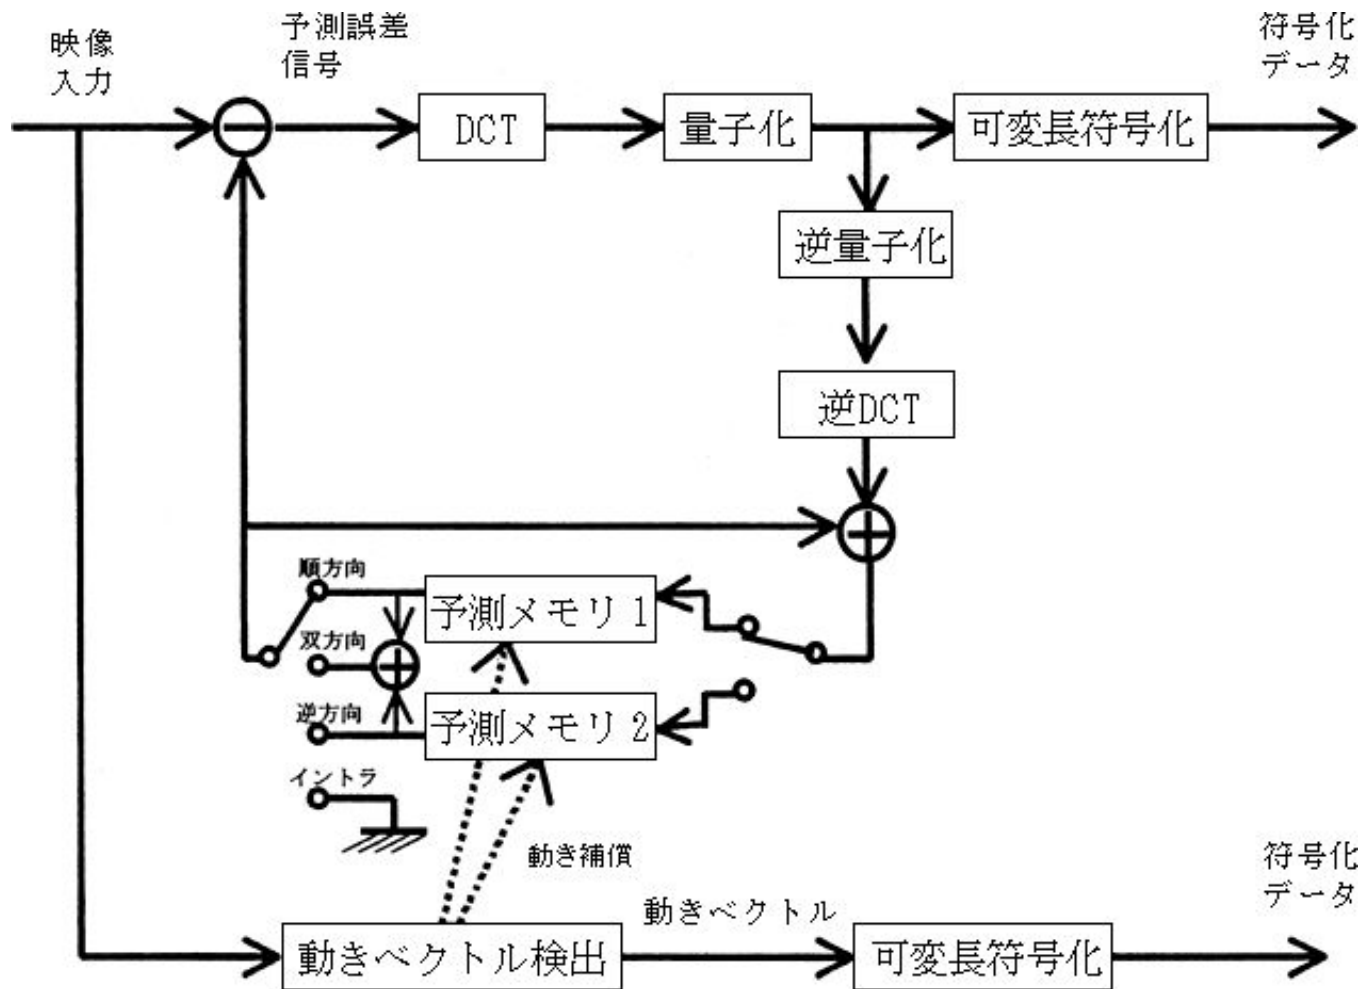 映像
入力
予測誤差
信号
符号化
データ
DCT
量子化
可変長符号化
逆量子化
逆DCT
順方向
予測メモリ1
双方向
逆方向
予測メモリ2
イントラ
動き補償
動きベクトル
符号化
データ
動きベクトル検出
可変長符号化